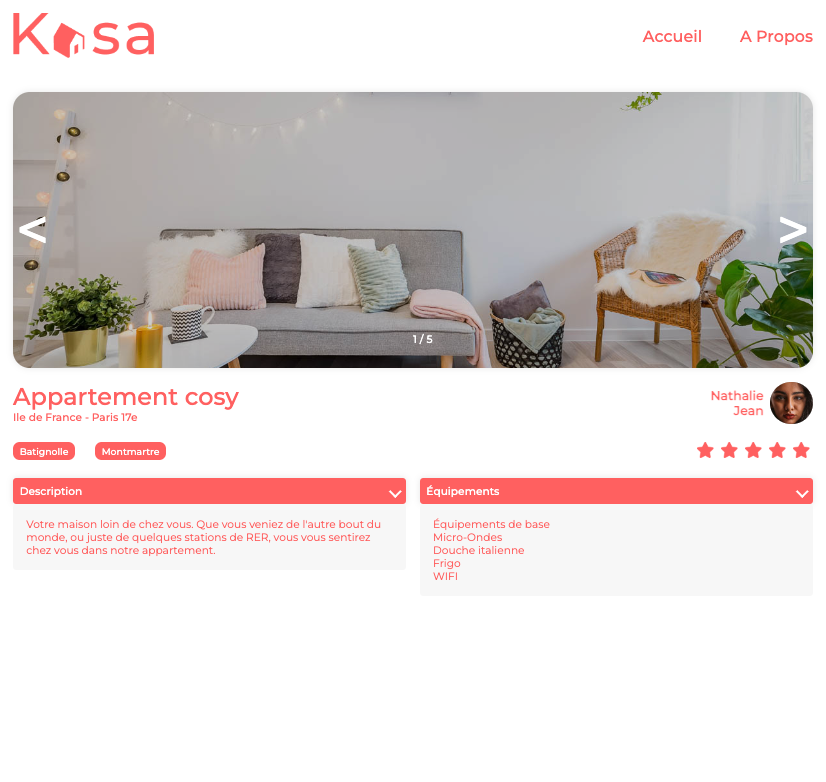 Kasa
Accueil
A Propos
<
>
1 / 5
Appartement cosy
Ile de France - Paris 17e
Nathalie
Jean
Batignolle
Montmartre
Description
Votre maison loin de chez vous. Que vous veniez de l'autre bout du
monde, ou juste de quelques stations de RER, vous vous sentirez
chez vous dans notre appartement.
Équipements
Équipements de base
Micro-Ondes
Douche italienne
Frigo
WIFI